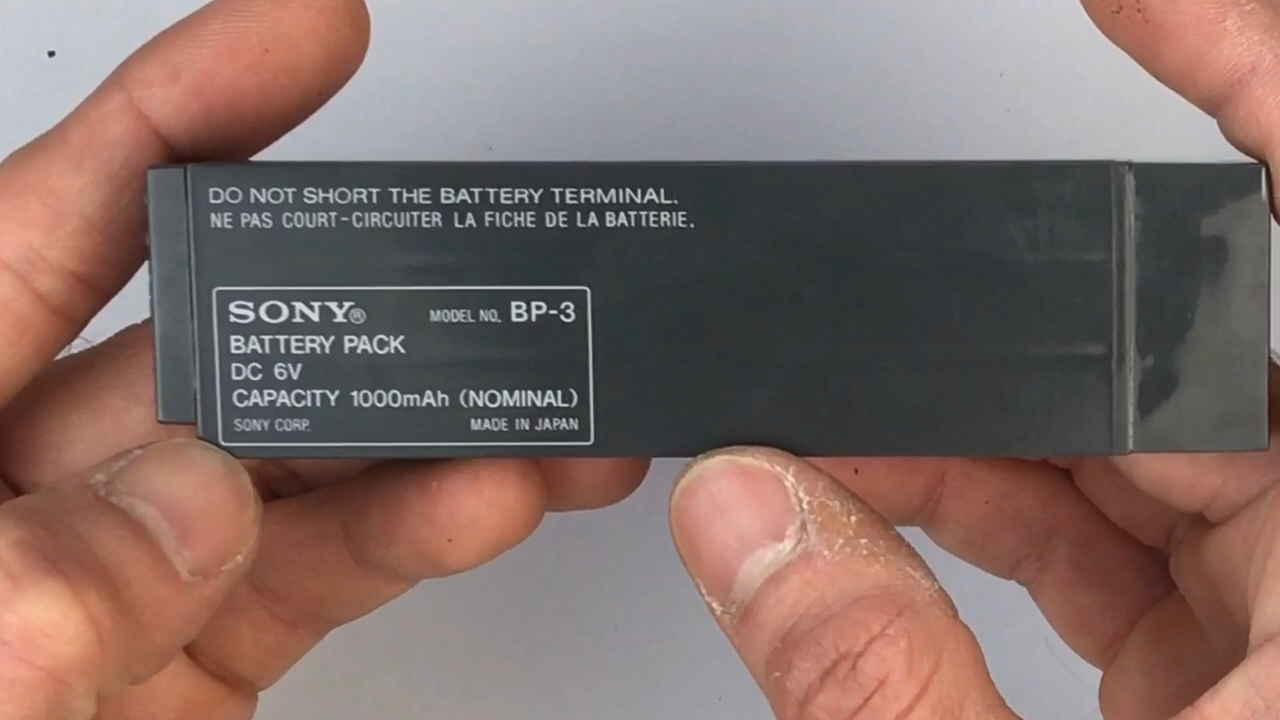 DO NOT SHORT THE BATTERY TERMINAL.
NE PAS COURT-CIRCUITER LA FICHE DE LA BATTERIE.
SONY® MODEL NO. BP-3
BATTERY PACK
DC 6V
CAPACITY 1000mAh (NOMINAL)
SONY CORP. MADE IN JAPAN